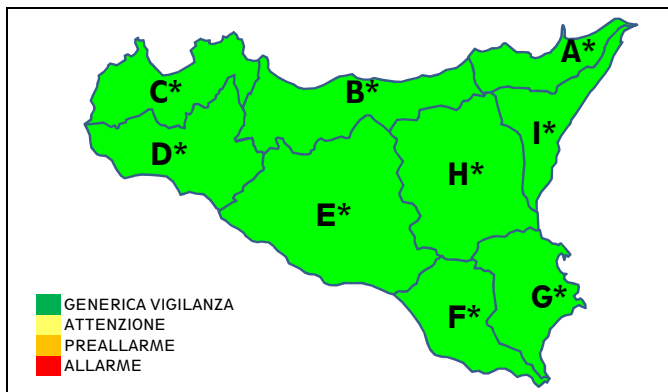 A*
C*
B*
I*
D*
H*
E*
G*
F*
GENERICA VIGILANZA
ATTENZIONE
PREALLARME
ALLARME